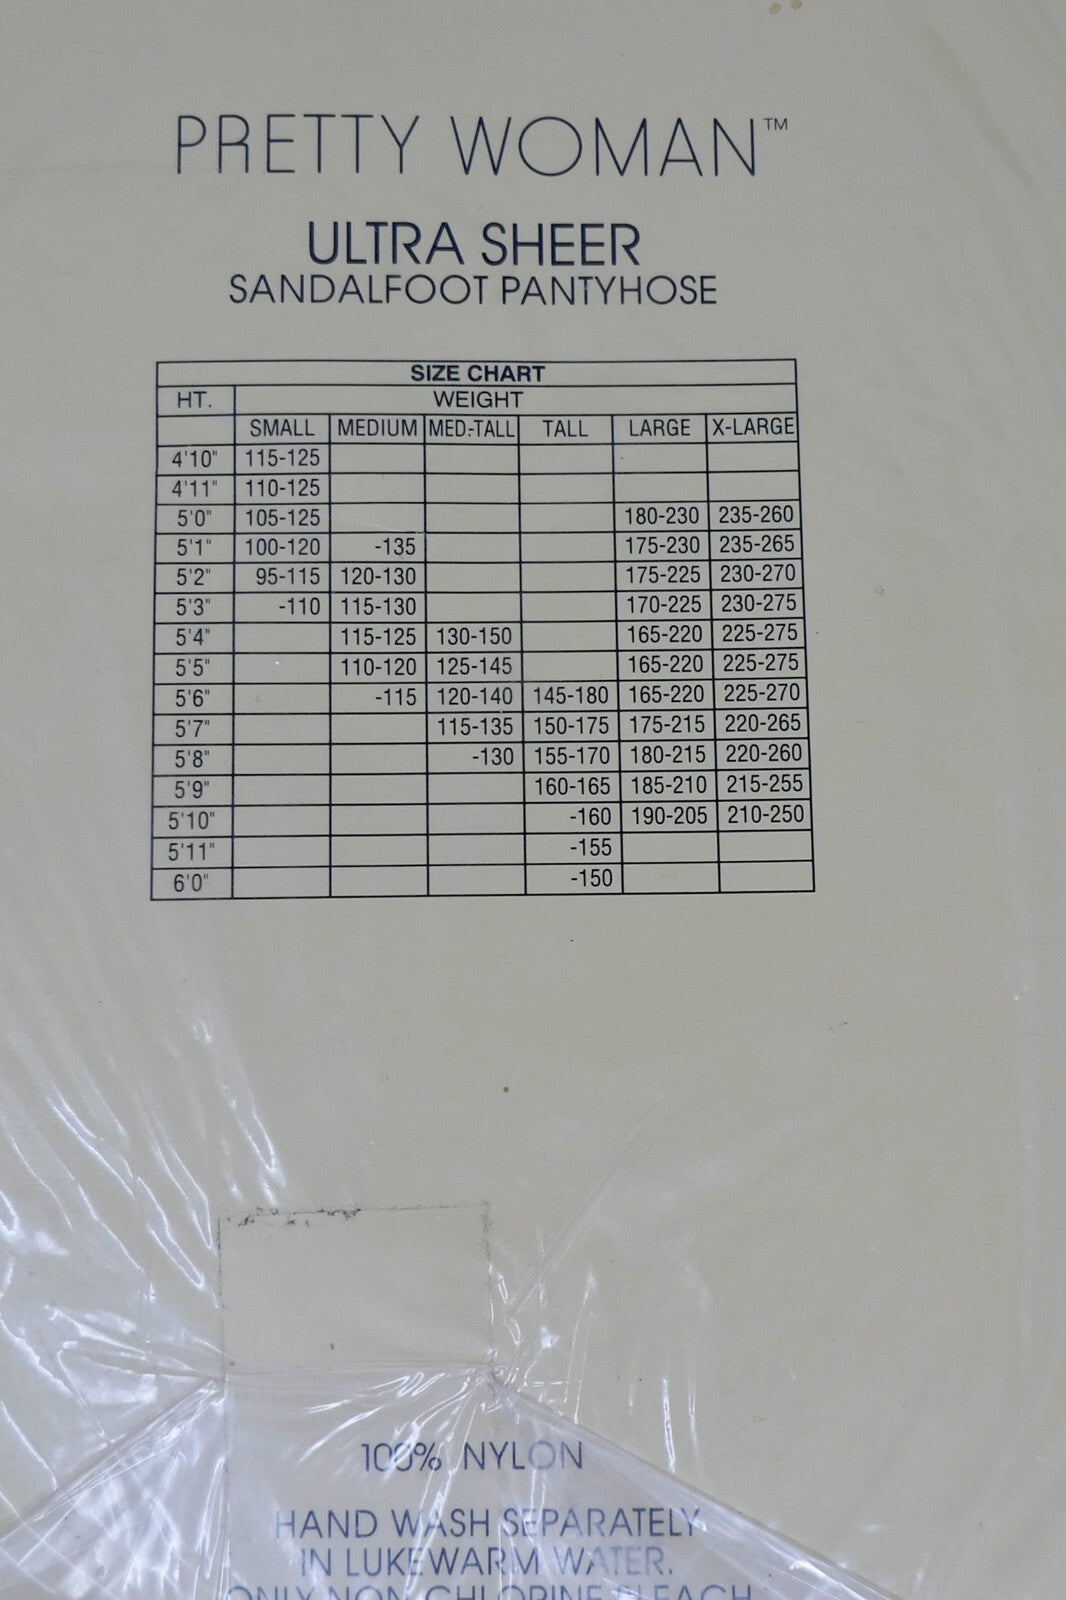 PRETTY WOMAN™
ULTRA SHEER
SANDALFOOT PANTYHOSE
SIZE CHART
HT. WEIGHT
SMALL MEDIUM MED.-TALL TALL LARGE X-LARGE
4'10" 115-125
4'11" 110-125
5'0" 105-125 180-230 235-260
5'1" 100-120 -135 175-230 235-265
5'2" 95-115 120-130 175-225 230-270
5'3" -110 115-130 170-225 230-275
5'4" 115-125 130-150 165-220 225-275
5'5" 110-120 125-145 165-220 225-275
5'6" -115 120-140 145-180 165-220 225-270
5'7" 115-135 150-175 175-215 220-265
5'8" -130 155-170 180-215 220-260
5'9" 160-165 185-210 215-255
5'10" -160 190-205 210-250
5'11" -155
6'0" -150
100% NYLON
HAND WASH SEPARATELY
IN LUKEWARM WATER.
ONLY NON-CHLORINE BLEACH